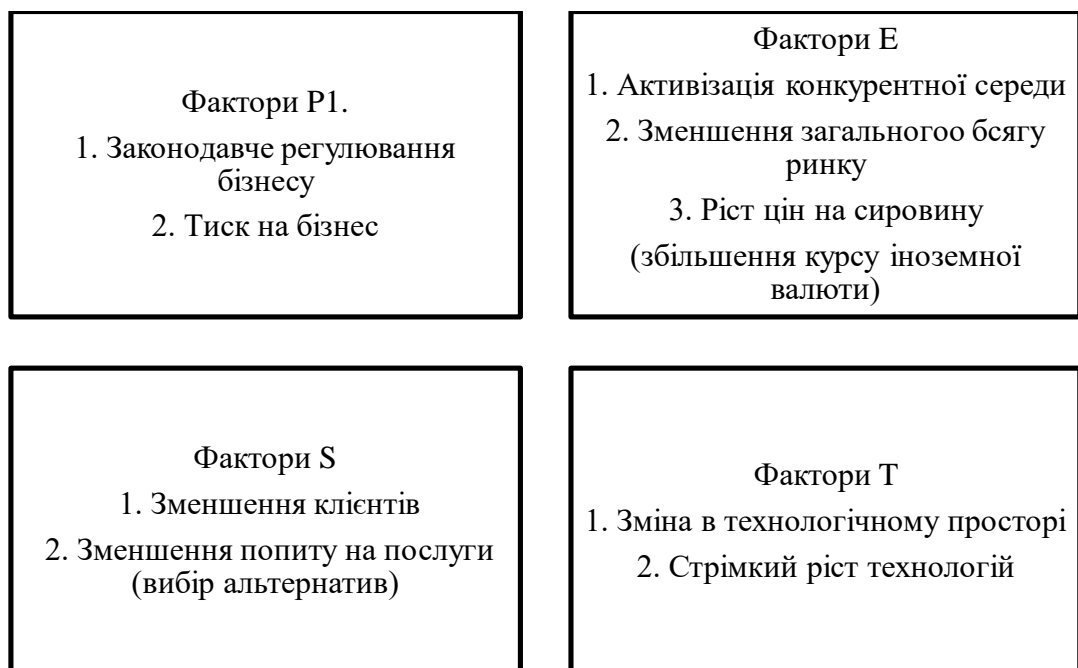 Фактори Р1.
1. Законодавче регулювання
бізнесу
2. Тиск на бізнес
Фактори Е
1. Активізація конкурентної середи
2. Зменшення загальногоо бсягу
ринку
3. Ріст цін на сировину
(збільшення курсу іноземної
валюти)
Фактори S
1. Зменшення клієнтів
2. Зменшення попиту на послуги
(вибір альтернатив)
Фактори Т
1. Зміна в технологічному просторі
2. Стрімкий ріст технологій